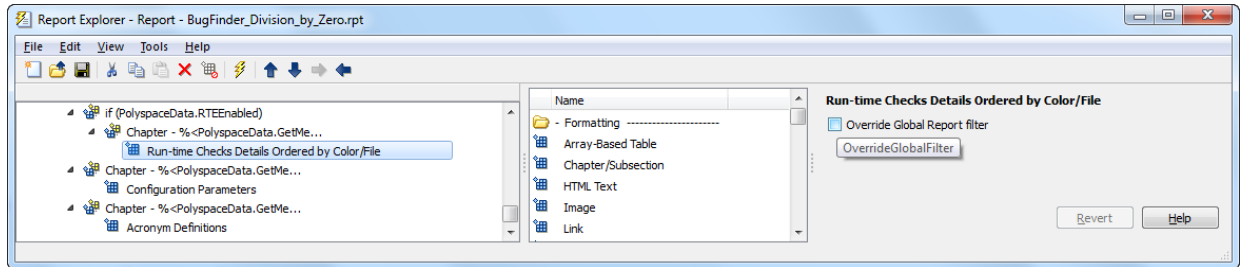 Report Explorer - Report - BugFinder_Division_by_Zero.rpt
File Edit View Tools Help
if (PolyspaceData.RTEEnabled)
Chapter - %<PolyspaceData.GetMe...
Run-time Checks Details Ordered by Color/File
Chapter - %<PolyspaceData.GetMe...
Configuration Parameters
Chapter - %<PolyspaceData.GetMe...
Acronym Definitions
Name
- Formatting ----------------------
Array-Based Table
Chapter/Subsection
HTML Text
Image
Link
Run-time Checks Details Ordered by Color/File
Override Global Report filter
OverrideGlobalFilter
Revert Help